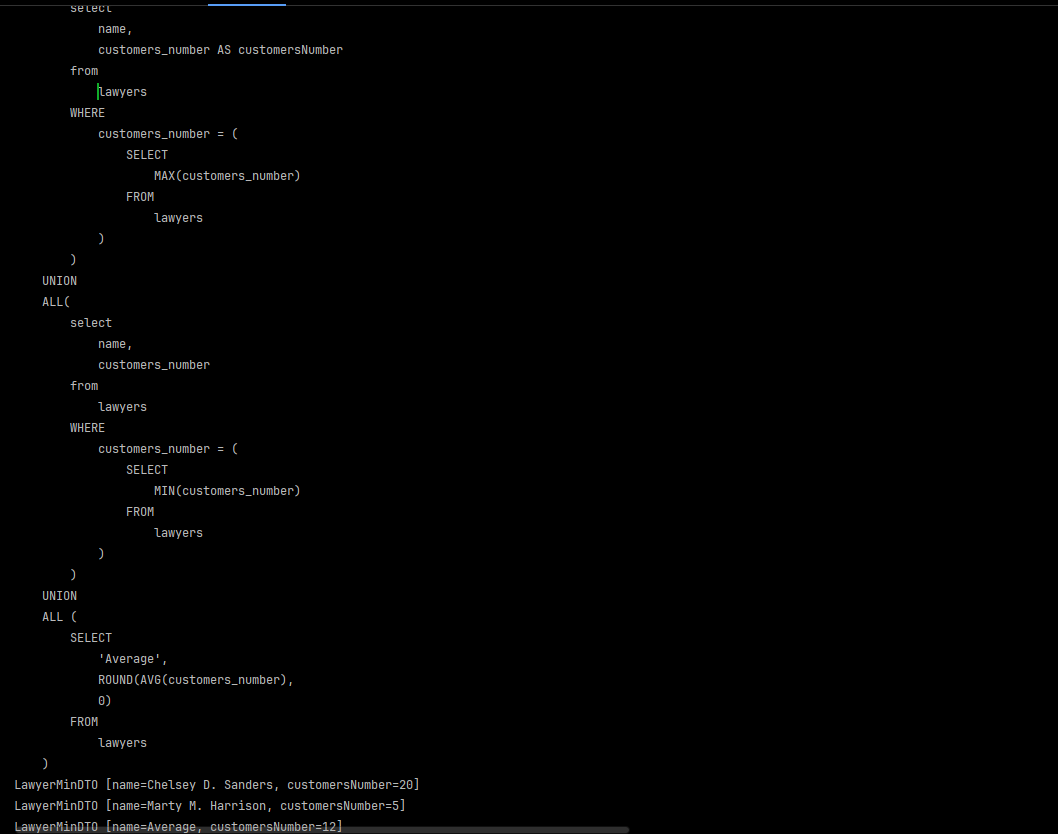 select
name,
customers_number AS customersNumber
from
lawyers
WHERE
customers_number = (
SELECT
MAX(customers_number)
FROM
lawyers
)
)
UNION
ALL(
select
name,
customers_number
from
lawyers
WHERE
customers_number = (
SELECT
MIN(customers_number)
FROM
lawyers
)
)
UNION
ALL (
SELECT
'Average',
ROUND(AVG(customers_number),
0)
FROM
lawyers
)
LawyerMinDTO [name=Chelsey D. Sanders, customersNumber=20]
LawyerMinDTO [name=Marty M. Harrison, customersNumber=5]
LawyerMinDTO [name=Average, customersNumber=12]